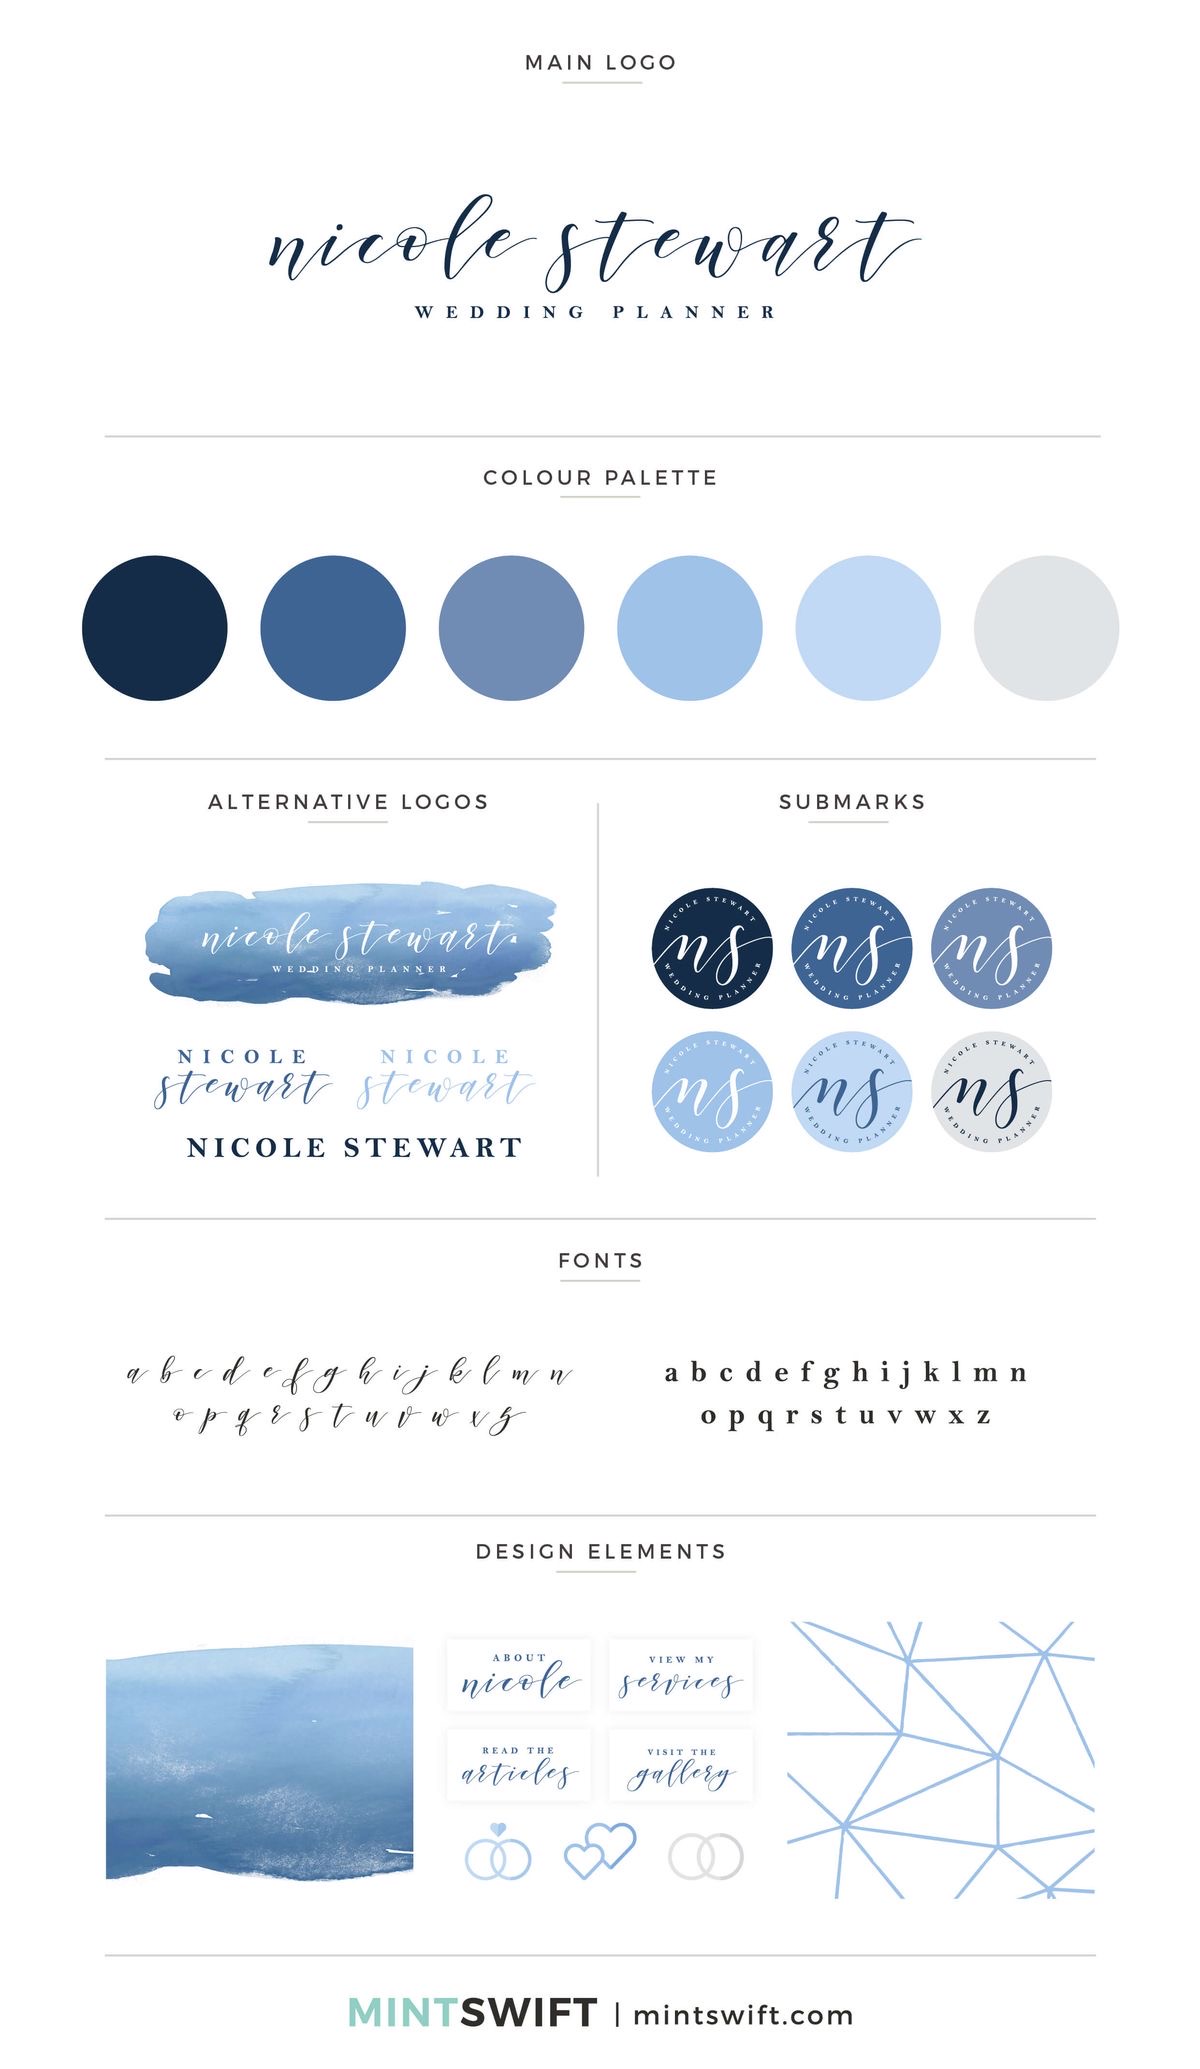 MAIN LOGO
nicole stewart
WEDDING PLANNER
COLOUR PALETTE
ALTERNATIVE LOGOS
nicole stewart
WEDDING PLANNER
NICOLE
stewart
NICOLE
stewart
NICOLE STEWART
SUBMARKS
NICOLE STEWART
ns
WEDDING PLANNER
NICOLE STEWART
ns
WEDDING PLANNER
NICOLE STEWART
ns
WEDDING PLANNER
NICOLE STEWART
ns
WEDDING PLANNER
NICOLE STEWART
ns
WEDDING PLANNER
NICOLE STEWART
ns
WEDDING PLANNER
FONTS
a b c d e f g h i j k l m n
o p q r s t u v w x z
a b c d e f g h i j k l m n
o p q r s t u v w x z
DESIGN ELEMENTS
ABOUT
nicole
VIEW MY
services
READ THE
articles
VISIT THE
gallery
MINTSWIFT | mintswift.com